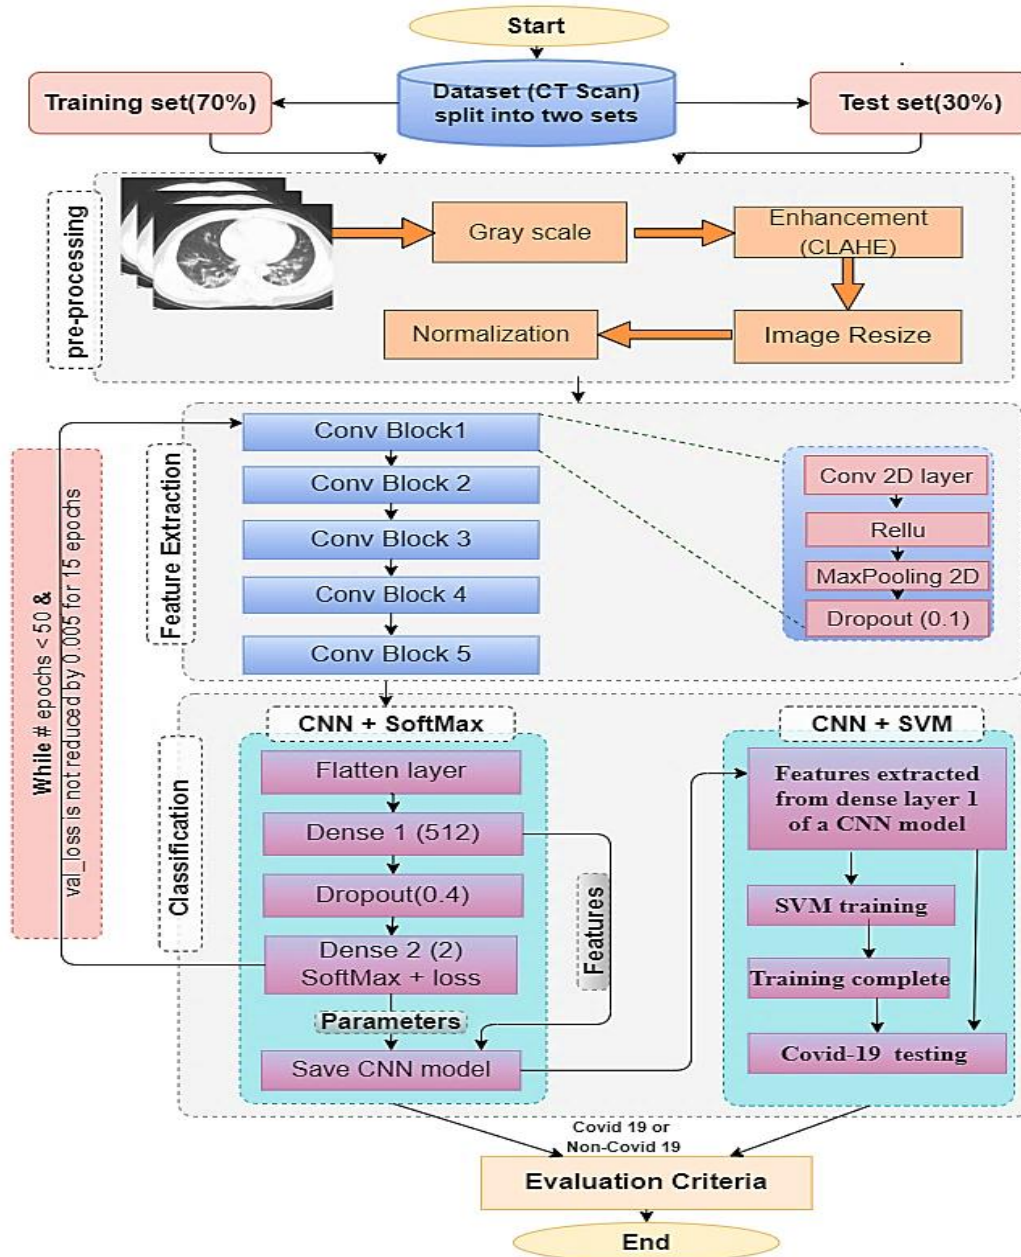 Start
Training set(70%)
Dataset (CT Scan)
split into two sets
Test set(30%)
pre-processing
Gray scale
Enhancement
(CLAHE)
Normalization
Image Resize
Feature Extraction
Conv Block1
Conv Block 2
Conv Block 3
Conv Block 4
Conv Block 5
Conv 2D layer
Rellu
MaxPooling 2D
Dropout (0.1)
While # epochs < 50 &
val_loss is not reduced by 0.005 for 15 epochs
Classification
CNN + SoftMax
Flatten layer
Dense 1 (512)
Dropout(0.4)
Dense 2 (2)
SoftMax + loss
Parameters
Save CNN model
Features
CNN + SVM
Features extracted
from dense layer 1
of a CNN model
SVM training
Training complete
Covid-19 testing
Covid 19 or
Non-Covid 19
Evaluation Criteria
End